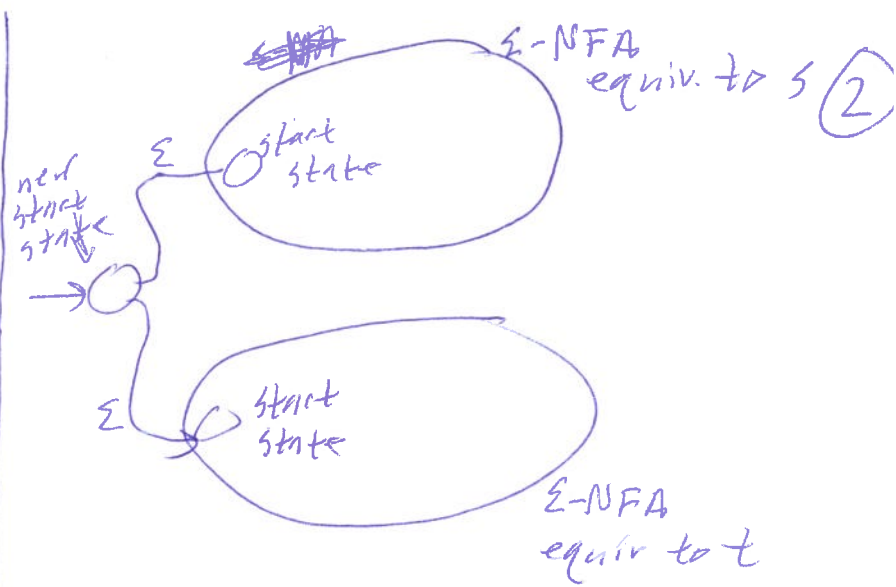 Σ-NFA
equiv. to s
2
start
state
Σ
new
start
state
Σ
start
state
Σ-NFA
equiv to t